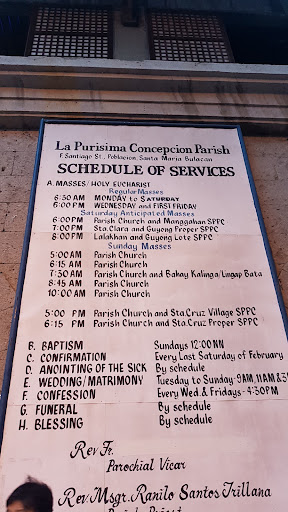 La Purisima Concepcion Parish
F. Santiago St., Poblacion, Santa Maria Bulacan
SCHEDULE OF SERVICES
A. MASSES/HOLY EUCHARIST
Regular Masses
6:30 AM MONDAY to SATURDAY
6:00 PM WEDNESDAY and FIRST FRIDAY
Saturday Anticipated Masses
6:00 PM Parish Church and Manggahan SPPC
7:00 PM Sta. Clara and Guyong Proper SPPC
8:00 PM Lalakhan and Guyong Lote SPPC
Sunday Masses
5:00 AM Parish Church
6:15 AM Parish Church
7:30 AM Parish Church and Bahay Kalinga/Lingap Bata
8:45 AM Parish Church
10:00 AM Parish Church
5:00 PM Parish Church and Sta.Cruz Village SPPC
6:15 PM Parish Church and Sta.Cruz Proper SPPC
B. BAPTISM Sundays 12:00 NN
C. CONFIRMATION Every Last Saturday of February
D. ANOINTING OF THE SICK By schedule
E. WEDDING/MATRIMONY Tuesday to Sunday-9AM, 11AM & 3
F. CONFESSION Every Wed. & Fridays-4:30PM
G. FUNERAL By schedule
H. BLESSING By schedule
Rev Fr.
Parochial Vicar
Rev Msgr. Ranilo Santos Trillana
Parish Priest